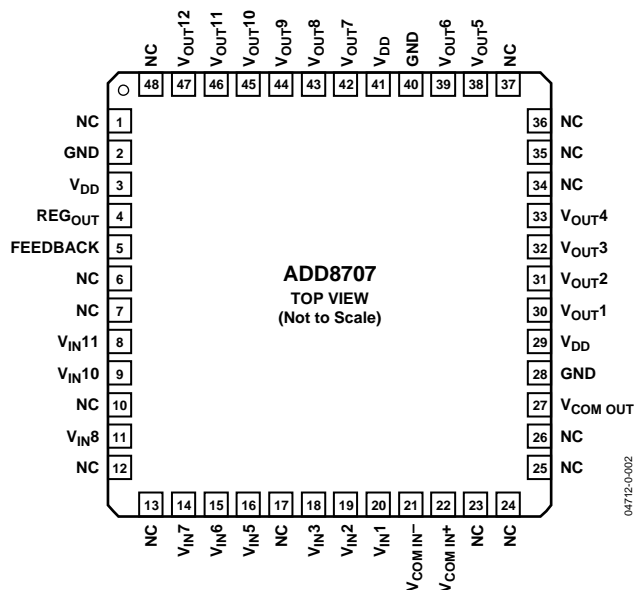 NC VOUT12 VOUT11 VOUT10 VOUT9 VOUT8 VOUT7 VDD GND VOUT6 VOUT5 NC
48 47 46 45 44 43 42 41 40 39 38 37
NC 1
GND 2
VDD 3
REGOUT 4
FEEDBACK 5
NC 6
NC 7
VIN11 8
VIN10 9
NC 10
VIN8 11
NC 12
ADD8707
TOP VIEW
(Not to Scale)
36 NC
35 NC
34 NC
33 VOUT4
32 VOUT3
31 VOUT2
30 VOUT1
29 VDD
28 GND
27 VCOM OUT
26 NC
25 NC
13 14 15 16 17 18 19 20 21 22 23 24
NC VIN7 VIN6 VIN5 NC VIN3 VIN2 VIN1 VCOM IN– VCOM IN+ NC NC
04712-0-002